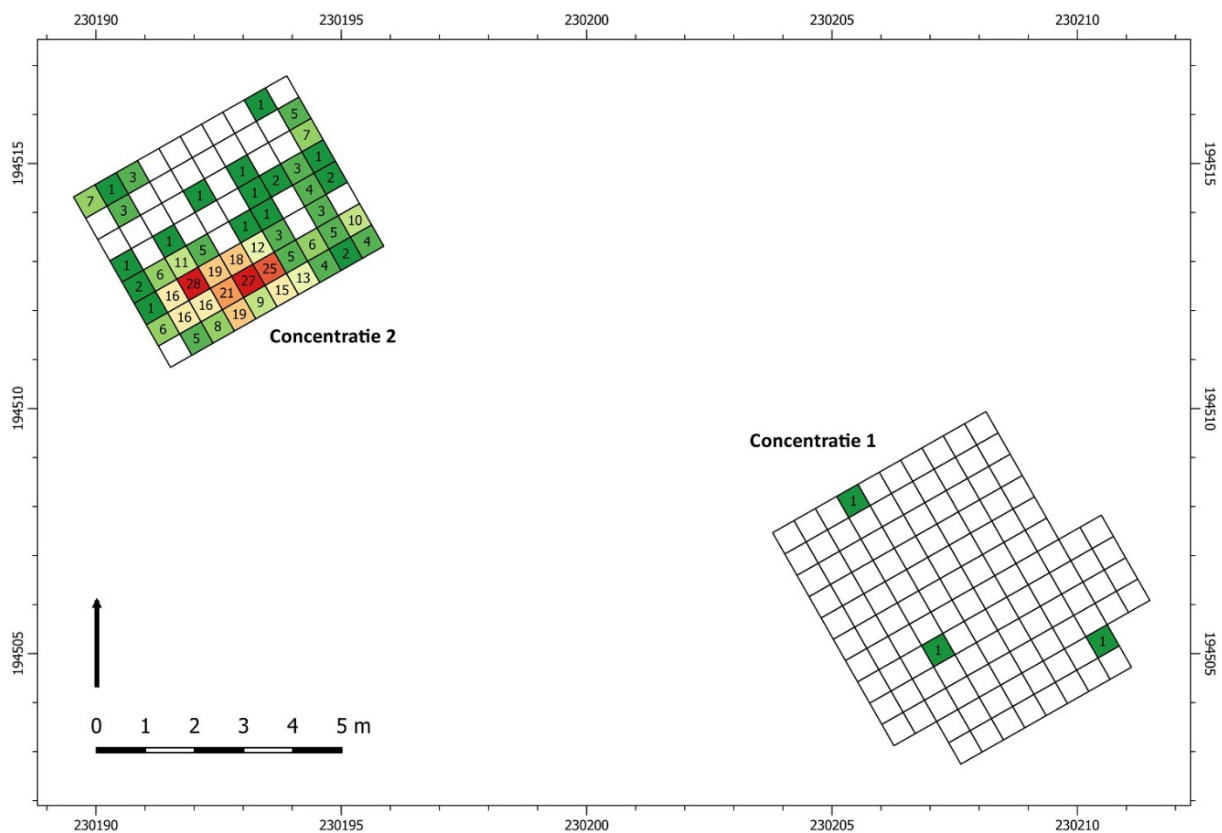 230190 230195 230200 230205 230210
194515 194515
7 1 3 1
3 5
1 1 7
1 1 1 2 3 1
2 6 11 5 1 1 4 2
1 16 28 19 18 12 3 3
6 16 16 21 27 25 5 6 5 10
5 8 19 9 15 13 4 2 4
Concentratie 2
194510 194510
Concentratie 1
1
1
1
194505 194505
0 1 2 3 4 5 m
230190 230195 230200 230205 230210